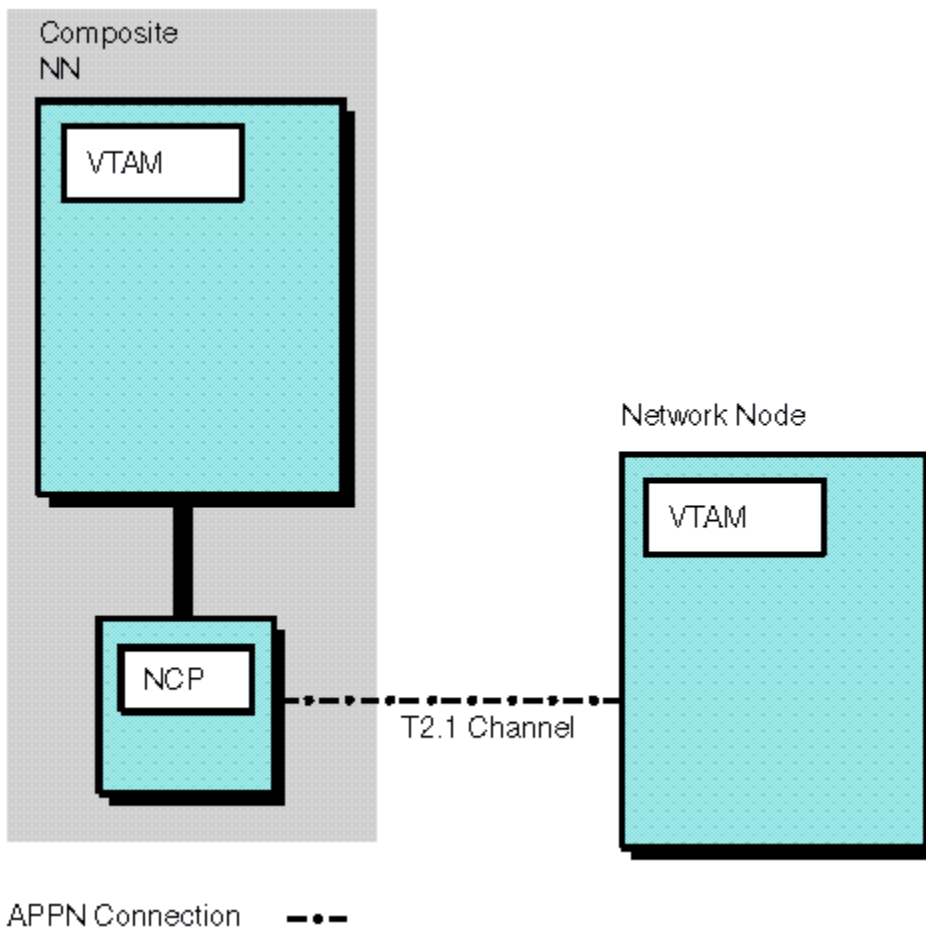 Composite
NN
VTAM
Network Node
VTAM
NCP
T2.1 Channel
APPN Connection